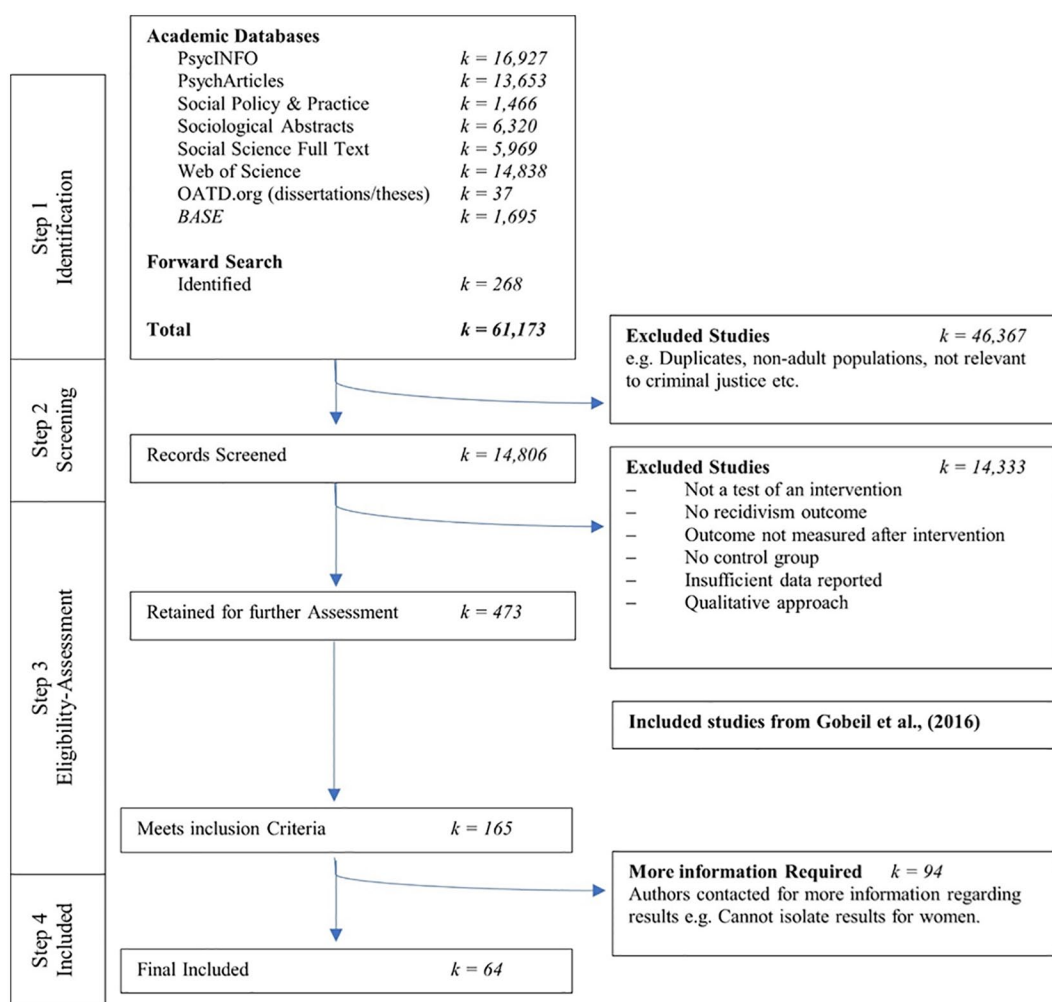 Academic Databases
PsycINFO k = 16,927
PsychArticles k = 13,653
Social Policy & Practice k = 1,466
Sociological Abstracts k = 6,320
Social Science Full Text k = 5,969
Web of Science k = 14,838
OATD.org (dissertations/theses) k = 37
BASE k = 1,695
Forward Search
Identified k = 268
Total k = 61,173
Step 1
Identification
Excluded Studies k = 46,367
e.g. Duplicates, non-adult populations, not relevant
to criminal justice etc.
Step 2
Screening
Records Screened k = 14,806
Excluded Studies k = 14,333
– Not a test of an intervention
– No recidivism outcome
– Outcome not measured after intervention
– No control group
– Insufficient data reported
– Qualitative approach
Step 3
Eligibility-Assessment
Retained for further Assessment k = 473
Included studies from Gobeil et al., (2016)
Meets inclusion Criteria k = 165
More information Required k = 94
Authors contacted for more information regarding
results e.g. Cannot isolate results for women.
Step 4
Included
Final Included k = 64